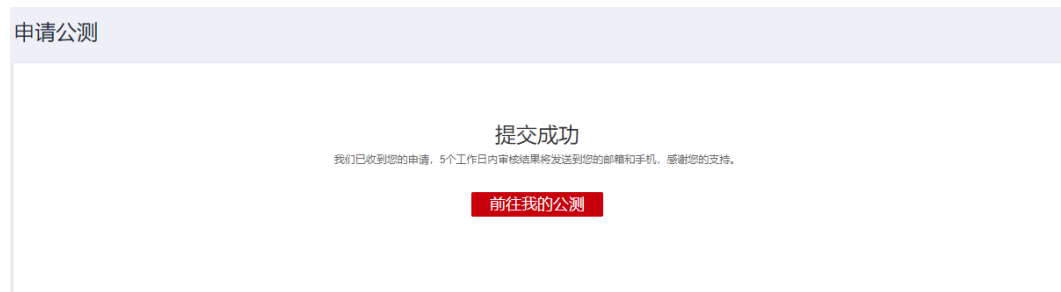 申请公测
提交成功
我们已收到您的申请，5个工作日内审核结果将发送到您的邮箱和手机，感谢您的支持。
前往我的公测